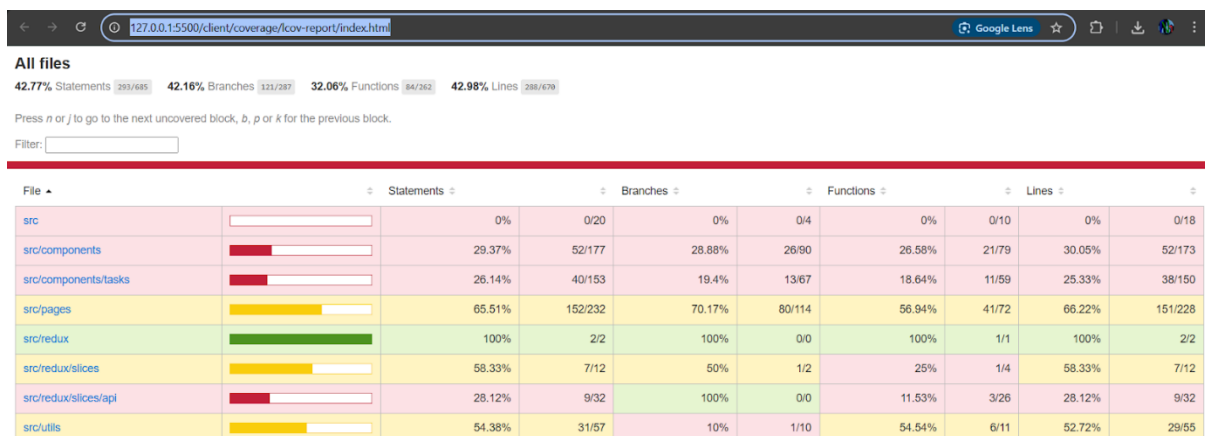 127.0.0.1:5500/client/coverage/lcov-report/index.html Google Lens
All files
42.77% Statements 293/685 42.16% Branches 121/287 32.06% Functions 84/262 42.98% Lines 288/670
Press n or j to go to the next uncovered block, b, p or k for the previous block.
Filter:
File Statements Branches Functions Lines
src 0% 0/20 0% 0/4 0% 0/10 0% 0/18
src/components 29.37% 52/177 28.88% 26/90 26.58% 21/79 30.05% 52/173
src/components/tasks 26.14% 40/153 19.4% 13/67 18.64% 11/59 25.33% 38/150
src/pages 65.51% 152/232 70.17% 80/114 56.94% 41/72 66.22% 151/228
src/redux 100% 2/2 100% 0/0 100% 1/1 100% 2/2
src/redux/slices 58.33% 7/12 50% 1/2 25% 1/4 58.33% 7/12
src/redux/slices/api 28.12% 9/32 100% 0/0 11.53% 3/26 28.12% 9/32
src/utils 54.38% 31/57 10% 1/10 54.54% 6/11 52.72% 29/55